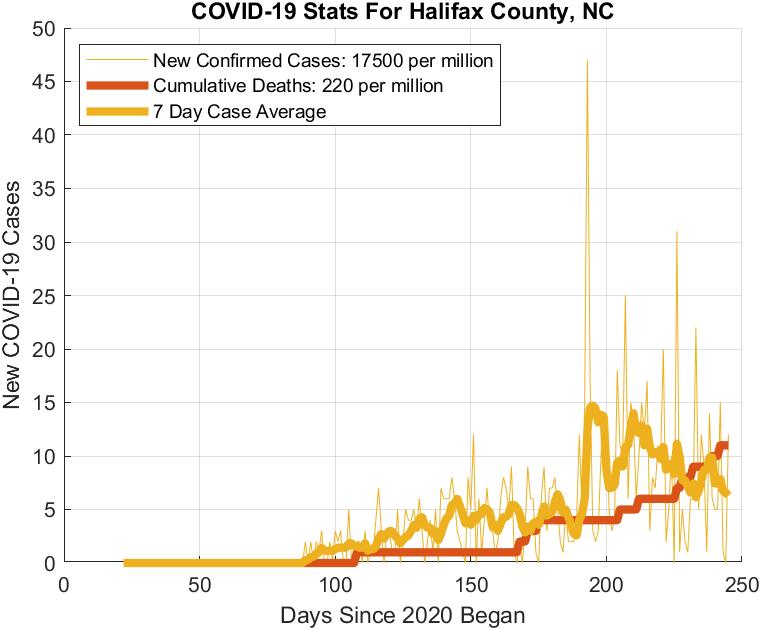 COVID-19 Stats For Halifax County, NC
50
45
40
35
30
25
20
15
10
5
0
New COVID-19 Cases
New Confirmed Cases: 17500 per million
Cumulative Deaths: 220 per million
7 Day Case Average
0 50 100 150 200 250
Days Since 2020 Began